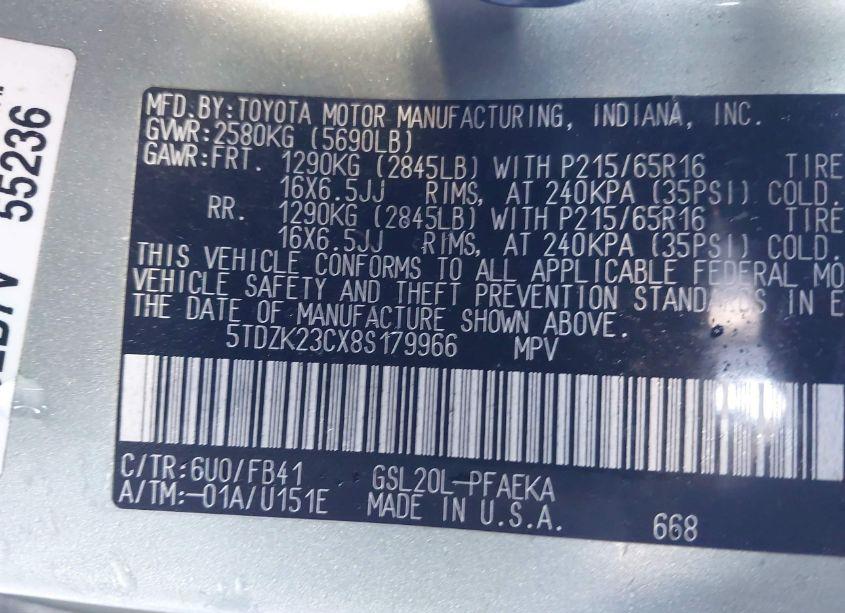 MFD.BY:TOYOTA MOTOR MANUFACTURING, INDIANA, INC.
GVWR:2580KG (5690LB)
GAWR:FRT. 1290KG (2845LB) WITH P215/65R16 TIRE
16X6.5JJ RIMS, AT 240KPA (35PSI) COLD.
RR. 1290KG (2845LB) WITH P215/65R16 TIRE
16X6.5JJ RIMS, AT 240KPA (35PSI) COLD.
THIS VEHICLE CONFORMS TO ALL APPLICABLE FEDERAL MO
VEHICLE SAFETY AND THEFT PREVENTION STANDARDS IN E
THE DATE OF MANUFACTURE SHOWN ABOVE.
5TDZK23CX8S179966 MPV
C/TR:6U0/FB41 GSL20L-PFAEKA
A/TM:-01A/U151E MADE IN U.S.A.
668
55236